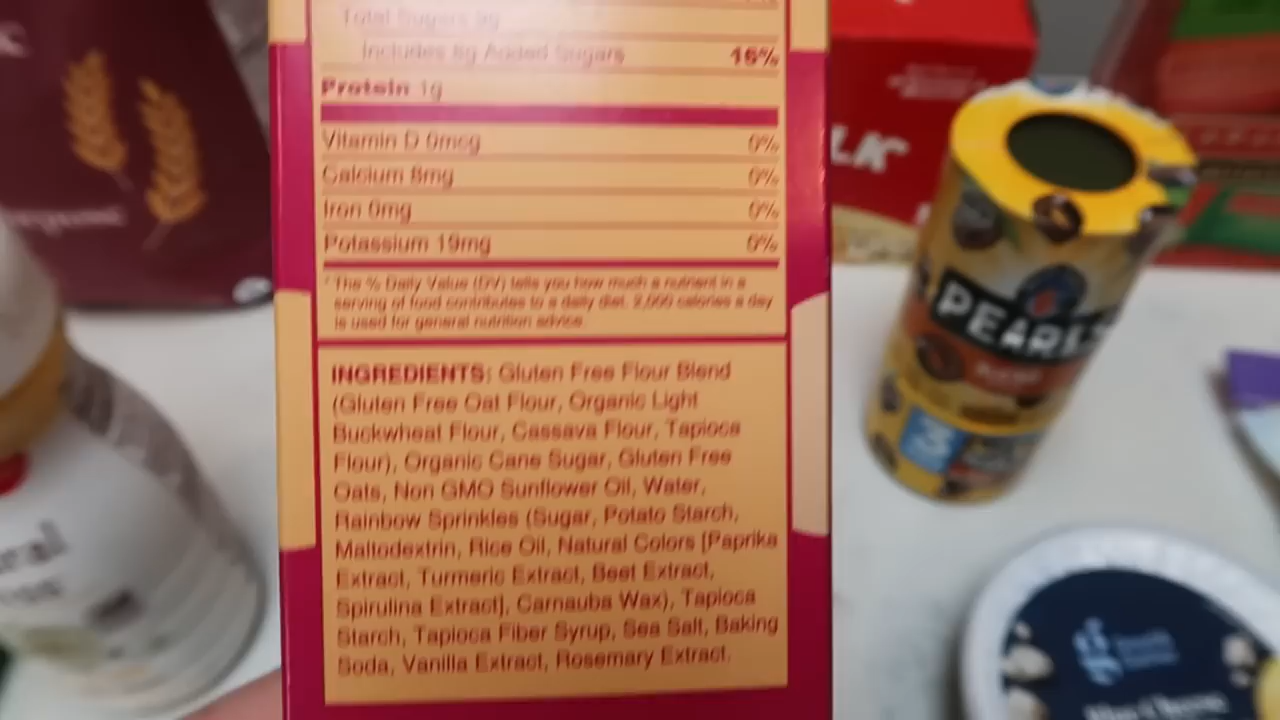 Total Sugars 9g
Includes 8g Added Sugars 16%
Protein 1g
Vitamin D 0mcg 0%
Calcium 8mg 0%
Iron 0mg 0%
Potassium 19mg 0%
* The % Daily Value (DV) tells you how much a nutrient in a
serving of food contributes to a daily diet. 2,000 calories a day
is used for general nutrition advice.
INGREDIENTS: Gluten Free Flour Blend
(Gluten Free Oat Flour, Organic Light
Buckwheat Flour, Cassava Flour, Tapioca
Flour), Organic Cane Sugar, Gluten Free
Oats, Non GMO Sunflower Oil, Water,
Rainbow Sprinkles (Sugar, Potato Starch,
Maltodextrin, Rice Oil, Natural Colors [Paprika
Extract, Turmeric Extract, Beet Extract,
Spirulina Extract], Carnauba Wax), Tapioca
Starch, Tapioca Fiber Syrup, Sea Salt, Baking
Soda, Vanilla Extract, Rosemary Extract.
PEARLS
3
g